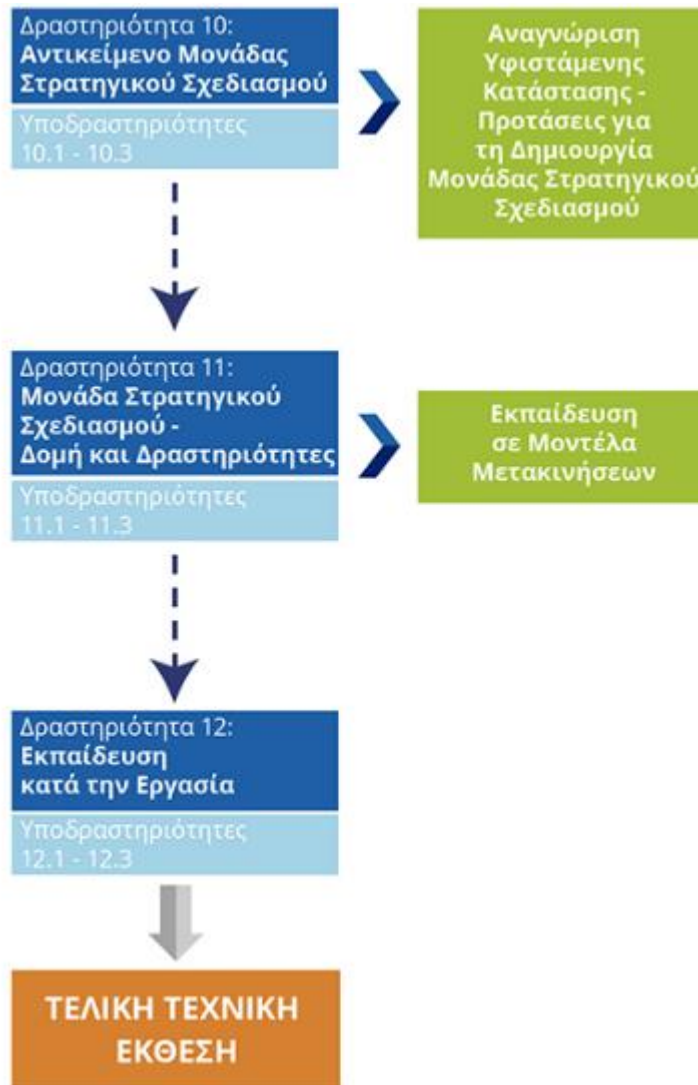 Δραστηριότητα 10:
Αντικείμενο Μονάδας
Στρατηγικού Σχεδιασμού
Υποδραστηριότητες
10.1 - 10.3
Αναγνώριση
Υφιστάμενης
Κατάστασης -
Προτάσεις για
τη Δημιουργία
Μονάδας Στρατηγικού
Σχεδιασμού
Δραστηριότητα 11:
Μονάδα Στρατηγικού
Σχεδιασμού -
Δομή και Δραστηριότητες
Υποδραστηριότητες
11.1 - 11.3
Εκπαίδευση
σε Μοντέλα
Μετακινήσεων
Δραστηριότητα 12:
Εκπαίδευση
κατά την Εργασία
Υποδραστηριότητες
12.1 - 12.3
ΤΕΛΙΚΗ ΤΕΧΝΙΚΗ
ΕΚΘΕΣΗ